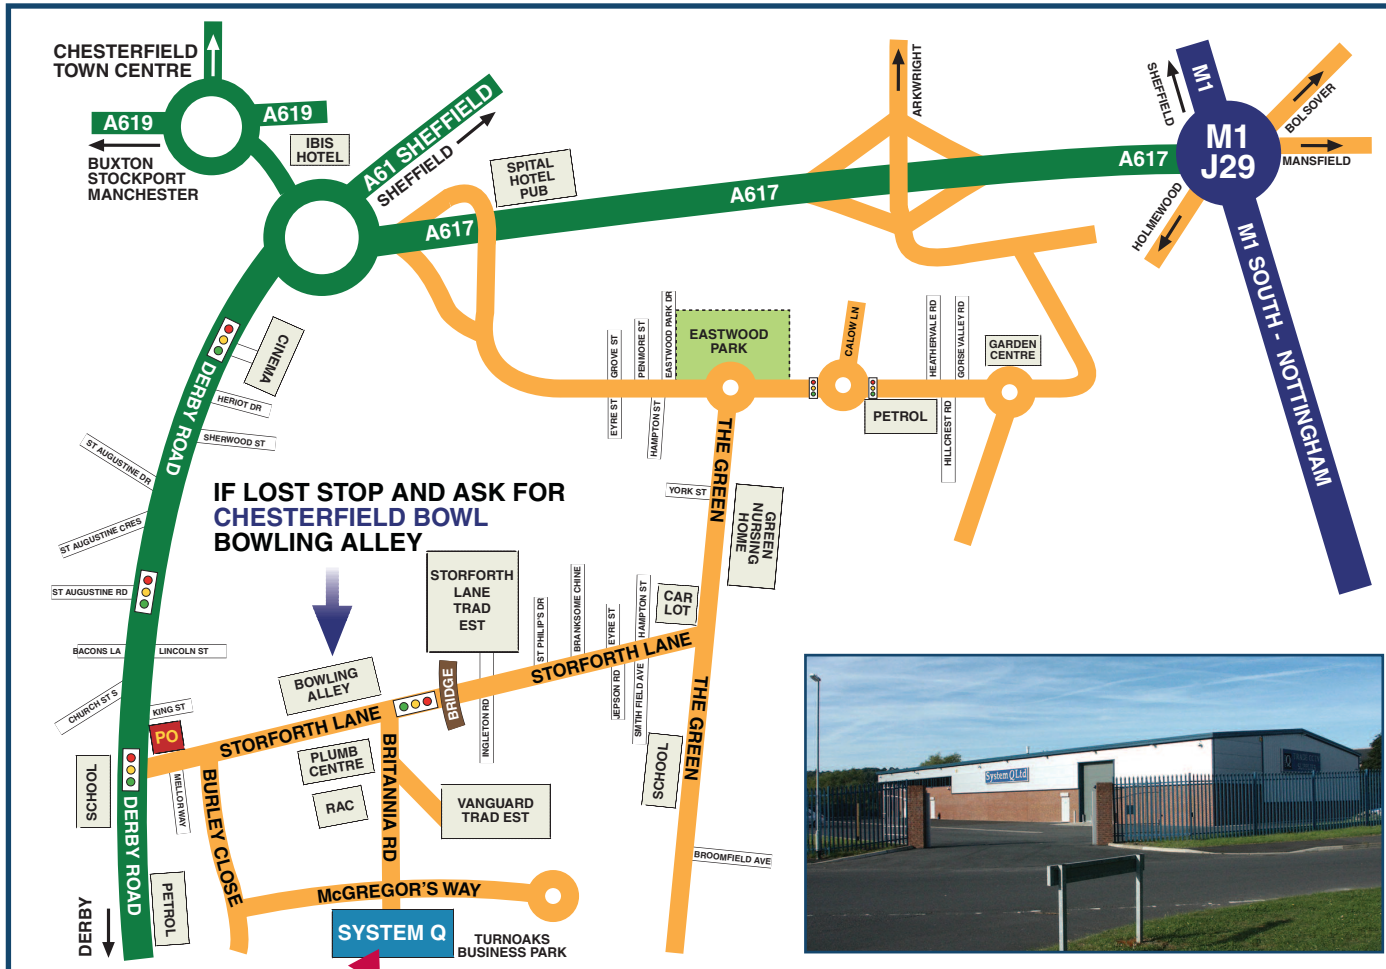 CHESTERFIELD
TOWN CENTRE
A619
A619
BUXTON
STOCKPORT
MANCHESTER
IBIS
HOTEL
A61 SHEFFIELD
SHEFFIELD
SPITAL
HOTEL
PUB
A617
A617
A617
ARKWRIGHT
SHEFFIELD
M1
M1
J29
BOLSOVER
MANSFIELD
HOLMEWOOD
M1 SOUTH - NOTTINGHAM
CINEMA
DERBY ROAD
HERIOT DR
SHERWOOD ST
ST AUGUSTINE DR
ST AUGUSTINE CRES
ST AUGUSTINE RD
BACONS LA
LINCOLN ST
CHURCH ST S
KING ST
PO
SCHOOL
MELLORWAY
DERBY ROAD
PETROL
DERBY
GROVE ST
PENMORE ST
EASTWOOD PARK DR
EASTWOOD
PARK
EYRE ST
HAMPTON ST
CALOW LN
HEATHERVALE RD
GORSE VALLEY RD
GARDEN
CENTRE
PETROL
HILLCREST RD
THE GREEN
YORK ST
GREEN
NURSING
HOME
IF LOST STOP AND ASK FOR
CHESTERFIELD BOWL
BOWLING ALLEY
STORFORTH
LANE
TRAD
EST
ST PHILIP'S DR
BRANKSOME CHINE
EYRE ST
HAMPTON ST
CAR
LOT
BOWLING
ALLEY
BRIDGE
STORFORTH LANE
STORFORTH LANE
INGLETON RD
JEPSON RD
SMTIH FIELD AVE
SCHOOL
THE GREEN
PLUMB
CENTRE
RAC
BRITANNIA RD
VANGUARD
TRAD EST
BURLEY CLOSE
McGREGOR'S WAY
BROOMFIELD AVE
SYSTEM Q
TURNOAKS
BUSINESS PARK
System Q Ltd